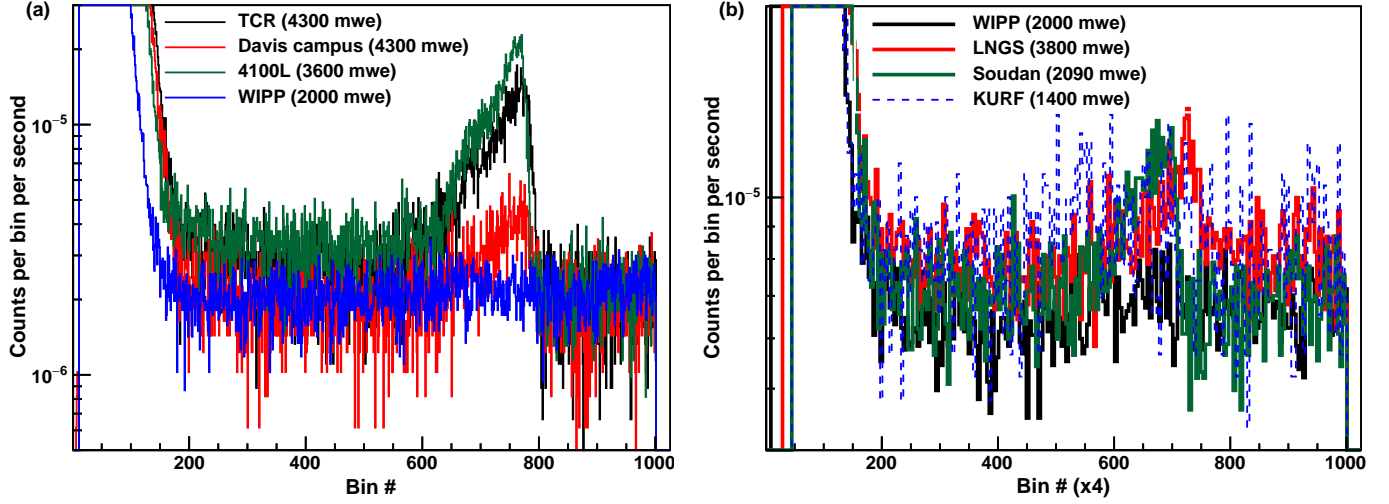 (a)
TCR (4300 mwe)
Davis campus (4300 mwe)
4100L (3600 mwe)
WIPP (2000 mwe)
Counts per bin per second
10⁻⁵
10⁻⁶
200 400 600 800 1000
Bin #
(b)
WIPP (2000 mwe)
LNGS (3800 mwe)
Soudan (2090 mwe)
KURF (1400 mwe)
Counts per bin per second
10⁻⁵
200 400 600 800 1000
Bin # (x4)